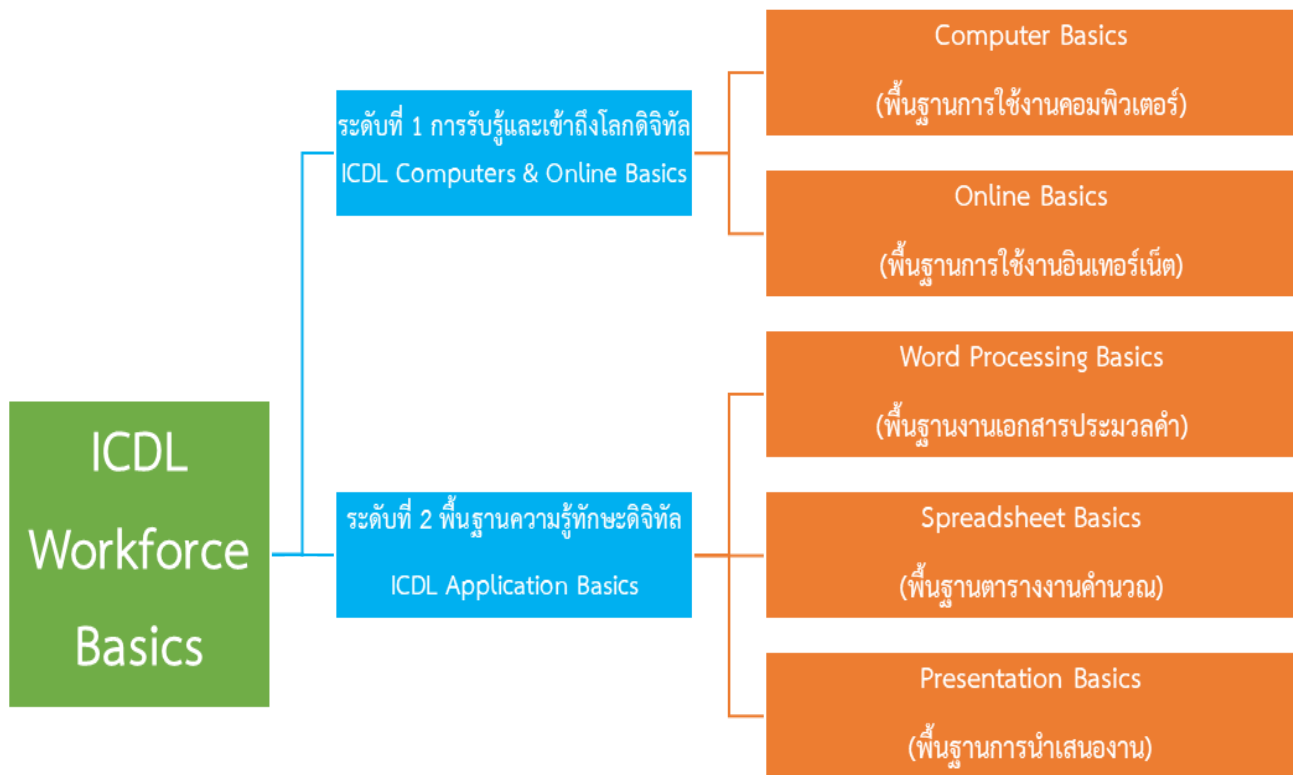 ICDL
Workforce
Basics
ระดับที่ 1 การรับรู้และเข้าถึงโลกดิจิทัล
ICDL Computers & Online Basics
Computer Basics
(พื้นฐานการใช้งานคอมพิวเตอร์)
Online Basics
(พื้นฐานการใช้งานอินเทอร์เน็ต)
ระดับที่ 2 พื้นฐานความรู้ทักษะดิจิทัล
ICDL Application Basics
Word Processing Basics
(พื้นฐานงานเอกสารประมวลคำ)
Spreadsheet Basics
(พื้นฐานตารางงานคำนวณ)
Presentation Basics
(พื้นฐานการนำเสนองาน)